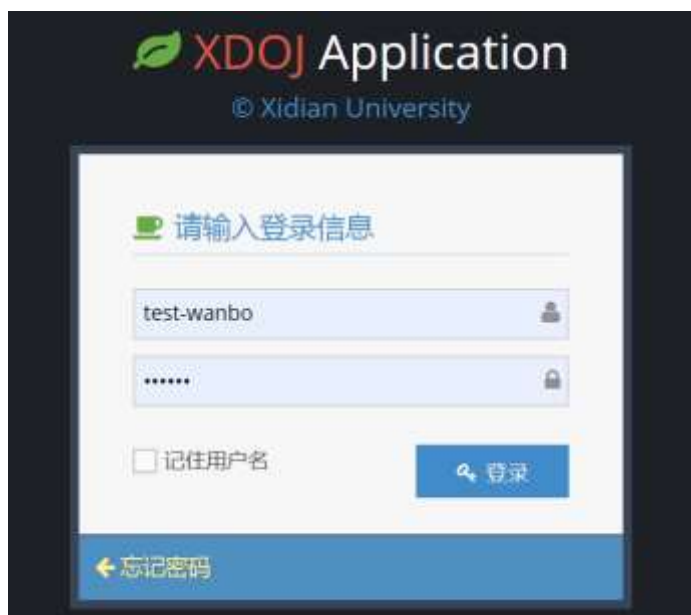 XDOJ Application
© Xidian University
请输入登录信息
test-wanbo
••••••
记住用户名
登录
忘记密码